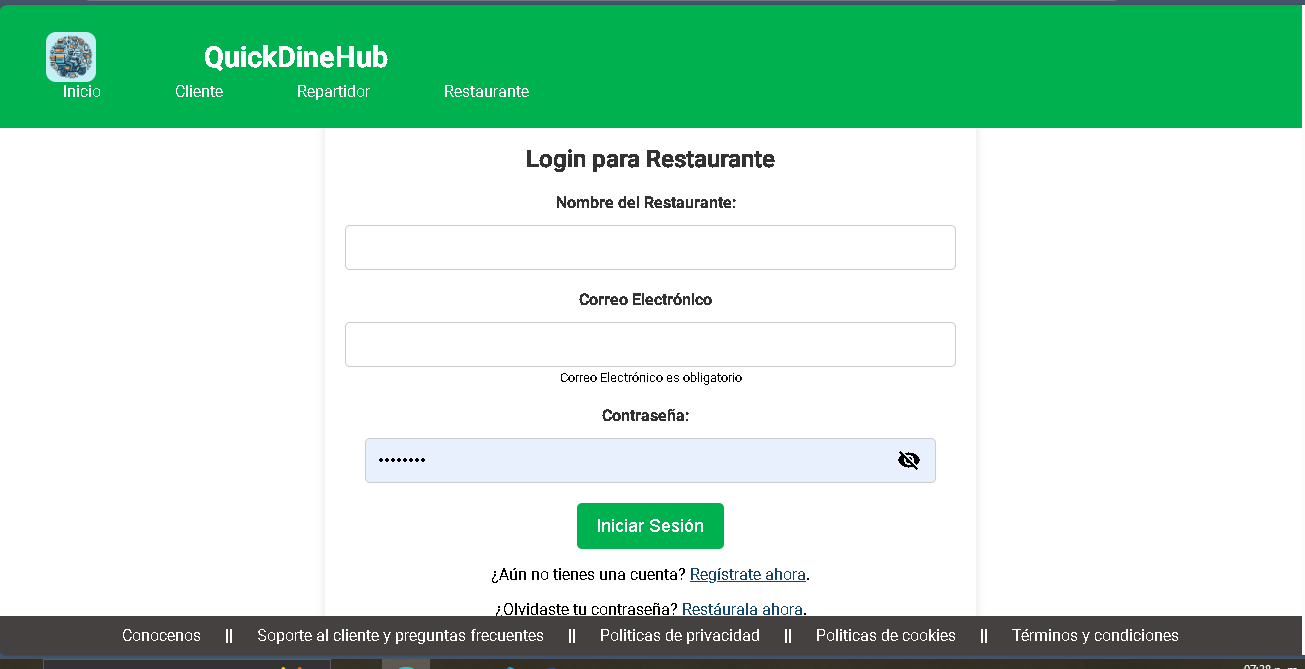 QuickDineHub
Inicio Cliente Repartidor Restaurante
Login para Restaurante
Nombre del Restaurante:
Correo Electrónico
Correo Electrónico es obligatorio
Contraseña:
••••••••
Iniciar Sesión
¿Aún no tienes una cuenta? Regístrate ahora.
¿Olvidaste tu contraseña? Restáurala ahora.
Conocenos || Soporte al cliente y preguntas frecuentes || Politicas de privacidad || Politicas de cookies || Términos y condiciones